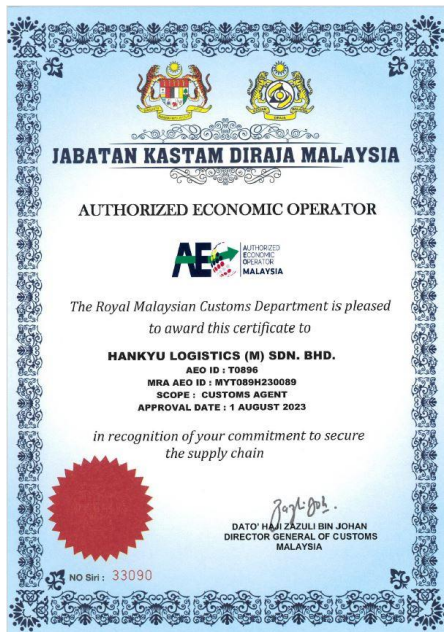 JABATAN KASTAM DIRAJA MALAYSIA
AUTHORIZED ECONOMIC OPERATOR
AEO
AUTHORIZED
ECONOMIC
OPERATOR
MALAYSIA
The Royal Malaysian Customs Department is pleased
to award this certificate to
HANKYU LOGISTICS (M) SDN. BHD.
AEO ID : T0896
MRA AEO ID : MYT089H230089
SCOPE : CUSTOMS AGENT
APPROVAL DATE : 1 AUGUST 2023
in recognition of your commitment to secure
the supply chain
DATO' HAJI ZAZULI BIN JOHAN
DIRECTOR GENERAL OF CUSTOMS
MALAYSIA
NO Siri : 33090